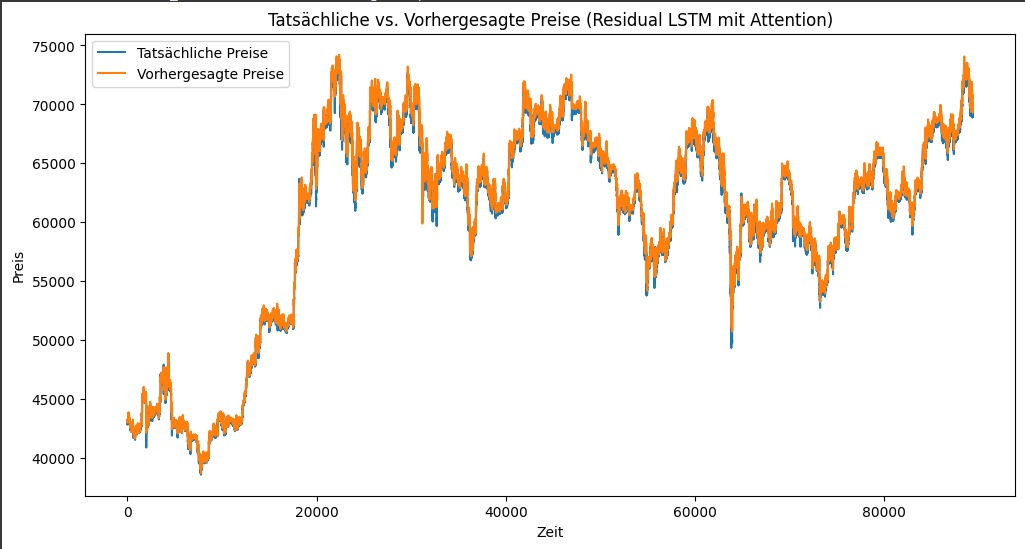 Tatsächliche vs. Vorhergesagte Preise (Residual LSTM mit Attention)
Tatsächliche Preise
Vorhergesagte Preise
75000
70000
65000
60000
55000
50000
45000
40000
Preis
0
20000
40000
60000
80000
Zeit